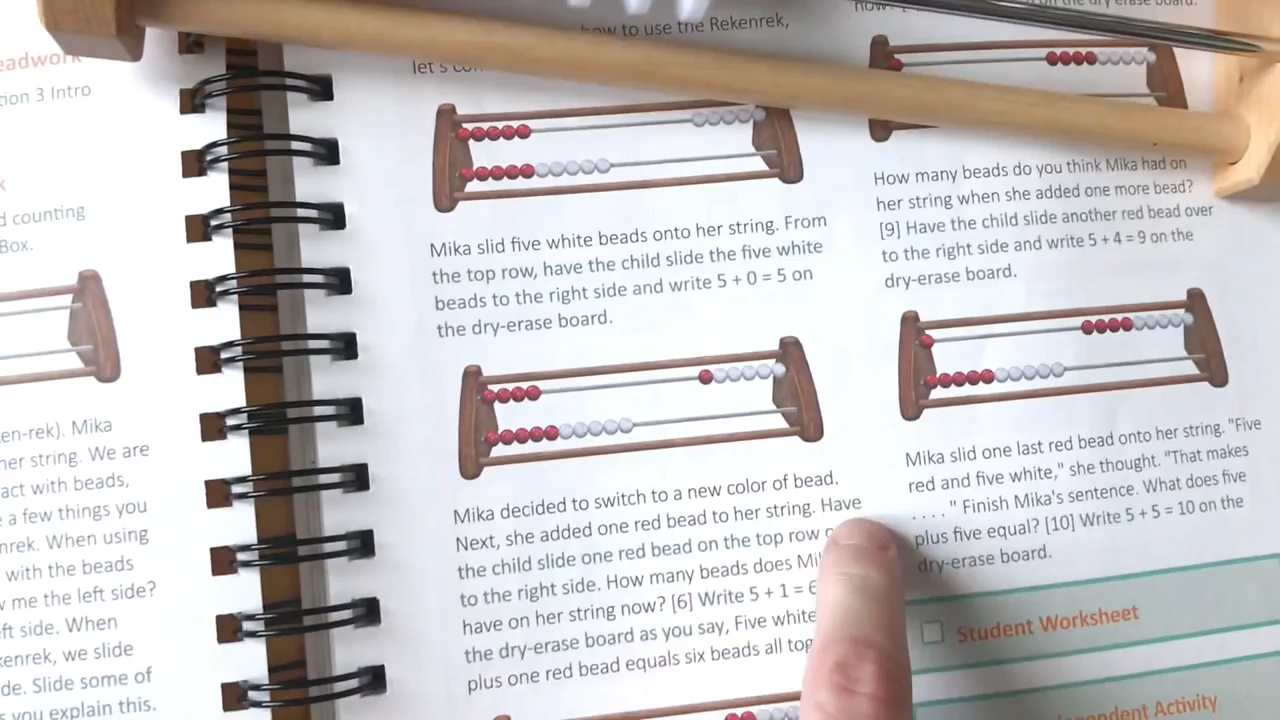 eadwork
ion 3 Intro
d counting
Box.
en-rek). Mika
her string. We are
act with beads,
a few things you
nrek. When using
with the beads
w me the left side?
ft side. When
kenrek, we slide
de. Slide some of
s you explain this.
how to use the Rekenrek,
let's
Mika slid five white beads onto her string. From
the top row, have the child slide the five white
beads to the right side and write 5 + 0 = 5 on
the dry-erase board.
Mika decided to switch to a new color of bead.
Next, she added one red bead to her string. Have
the child slide one red bead on the top row
to the right side. How many beads does Mi
have on her string now? [6] Write 5 + 1 = 6
the dry-erase board as you say, Five white
plus one red bead equals six beads all tog
on the dry erase board.
How many beads do you think Mika had on
her string when she added one more bead?
[9] Have the child slide another red bead over
to the right side and write 5 + 4 = 9 on the
dry-erase board.
Mika slid one last red bead onto her string. "Five
red and five white," she thought. "That makes
. . . . " Finish Mika's sentence. What does five
plus five equal? [10] Write 5 + 5 = 10 on the
dry-erase board.
Student Worksheet
pendent Activity